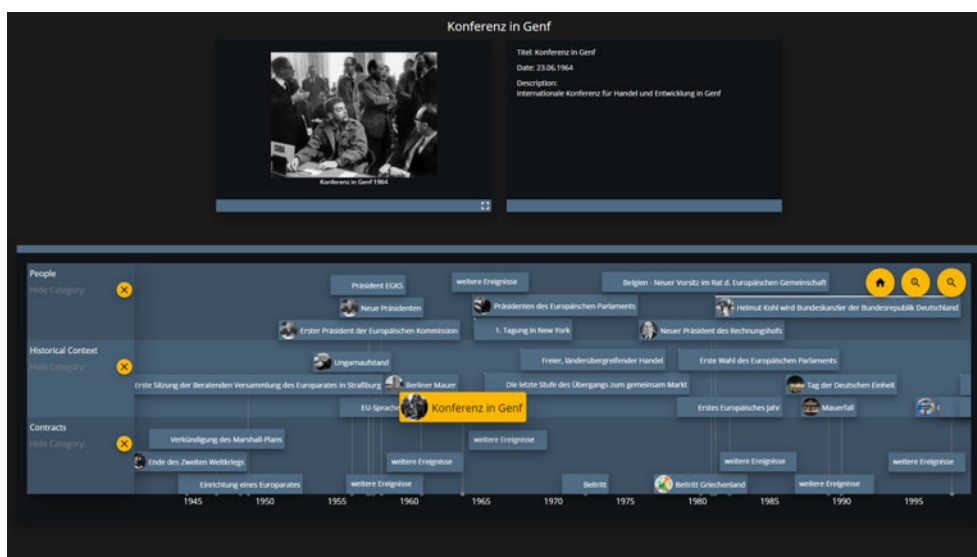 Konferenz in Genf
Konferenz in Genf 1964
Titel: Konferenz in Genf
Date: 23.06.1964
Description:
Internationale Konferenz für Handel und Entwicklung in Genf
People
Hide Category:
Präsident EGKS
weitere Ereignisse
Belgien - Neuer Vorsitz im Rat d. Europäischen Gemeinschaft
Neue Präsidenten
Präsidenten des Europäischen Parlaments
Helmut Kohl wird Bundeskanzler der Bundesrepublik Deutschland
Erster Präsident der Europäischen Kommission
1. Tagung in New York
Neuer Präsident des Rechnungshofs
Historical Context
Hide Category:
Ungarnaufstand
Freier, länderübergreifender Handel
Erste Wahl des Europäischen Parlaments
Erste Sitzung der Beratenden Versammlung des Europarates in Straßburg
Berliner Mauer
Die letzte Stufe des Übergangs zum gemeinsam Markt
Tag der Deutschen Einheit
EU-Sprache
Konferenz in Genf
Erstes Europäisches Jahr
Mauerfall
Contracts
Hide Category:
Verkündigung des Marshall-Plans
weitere Ereignisse
Ende des Zweiten Weltkriegs
weitere Ereignisse
weitere Ereignisse
weitere Ereignisse
Einrichtung eines Europarates
weitere Ereignisse
Beitritt
Beitritt Griechenland
weitere Ereignisse
1945 1950 1955 1960 1965 1970 1975 1980 1985 1990 1995